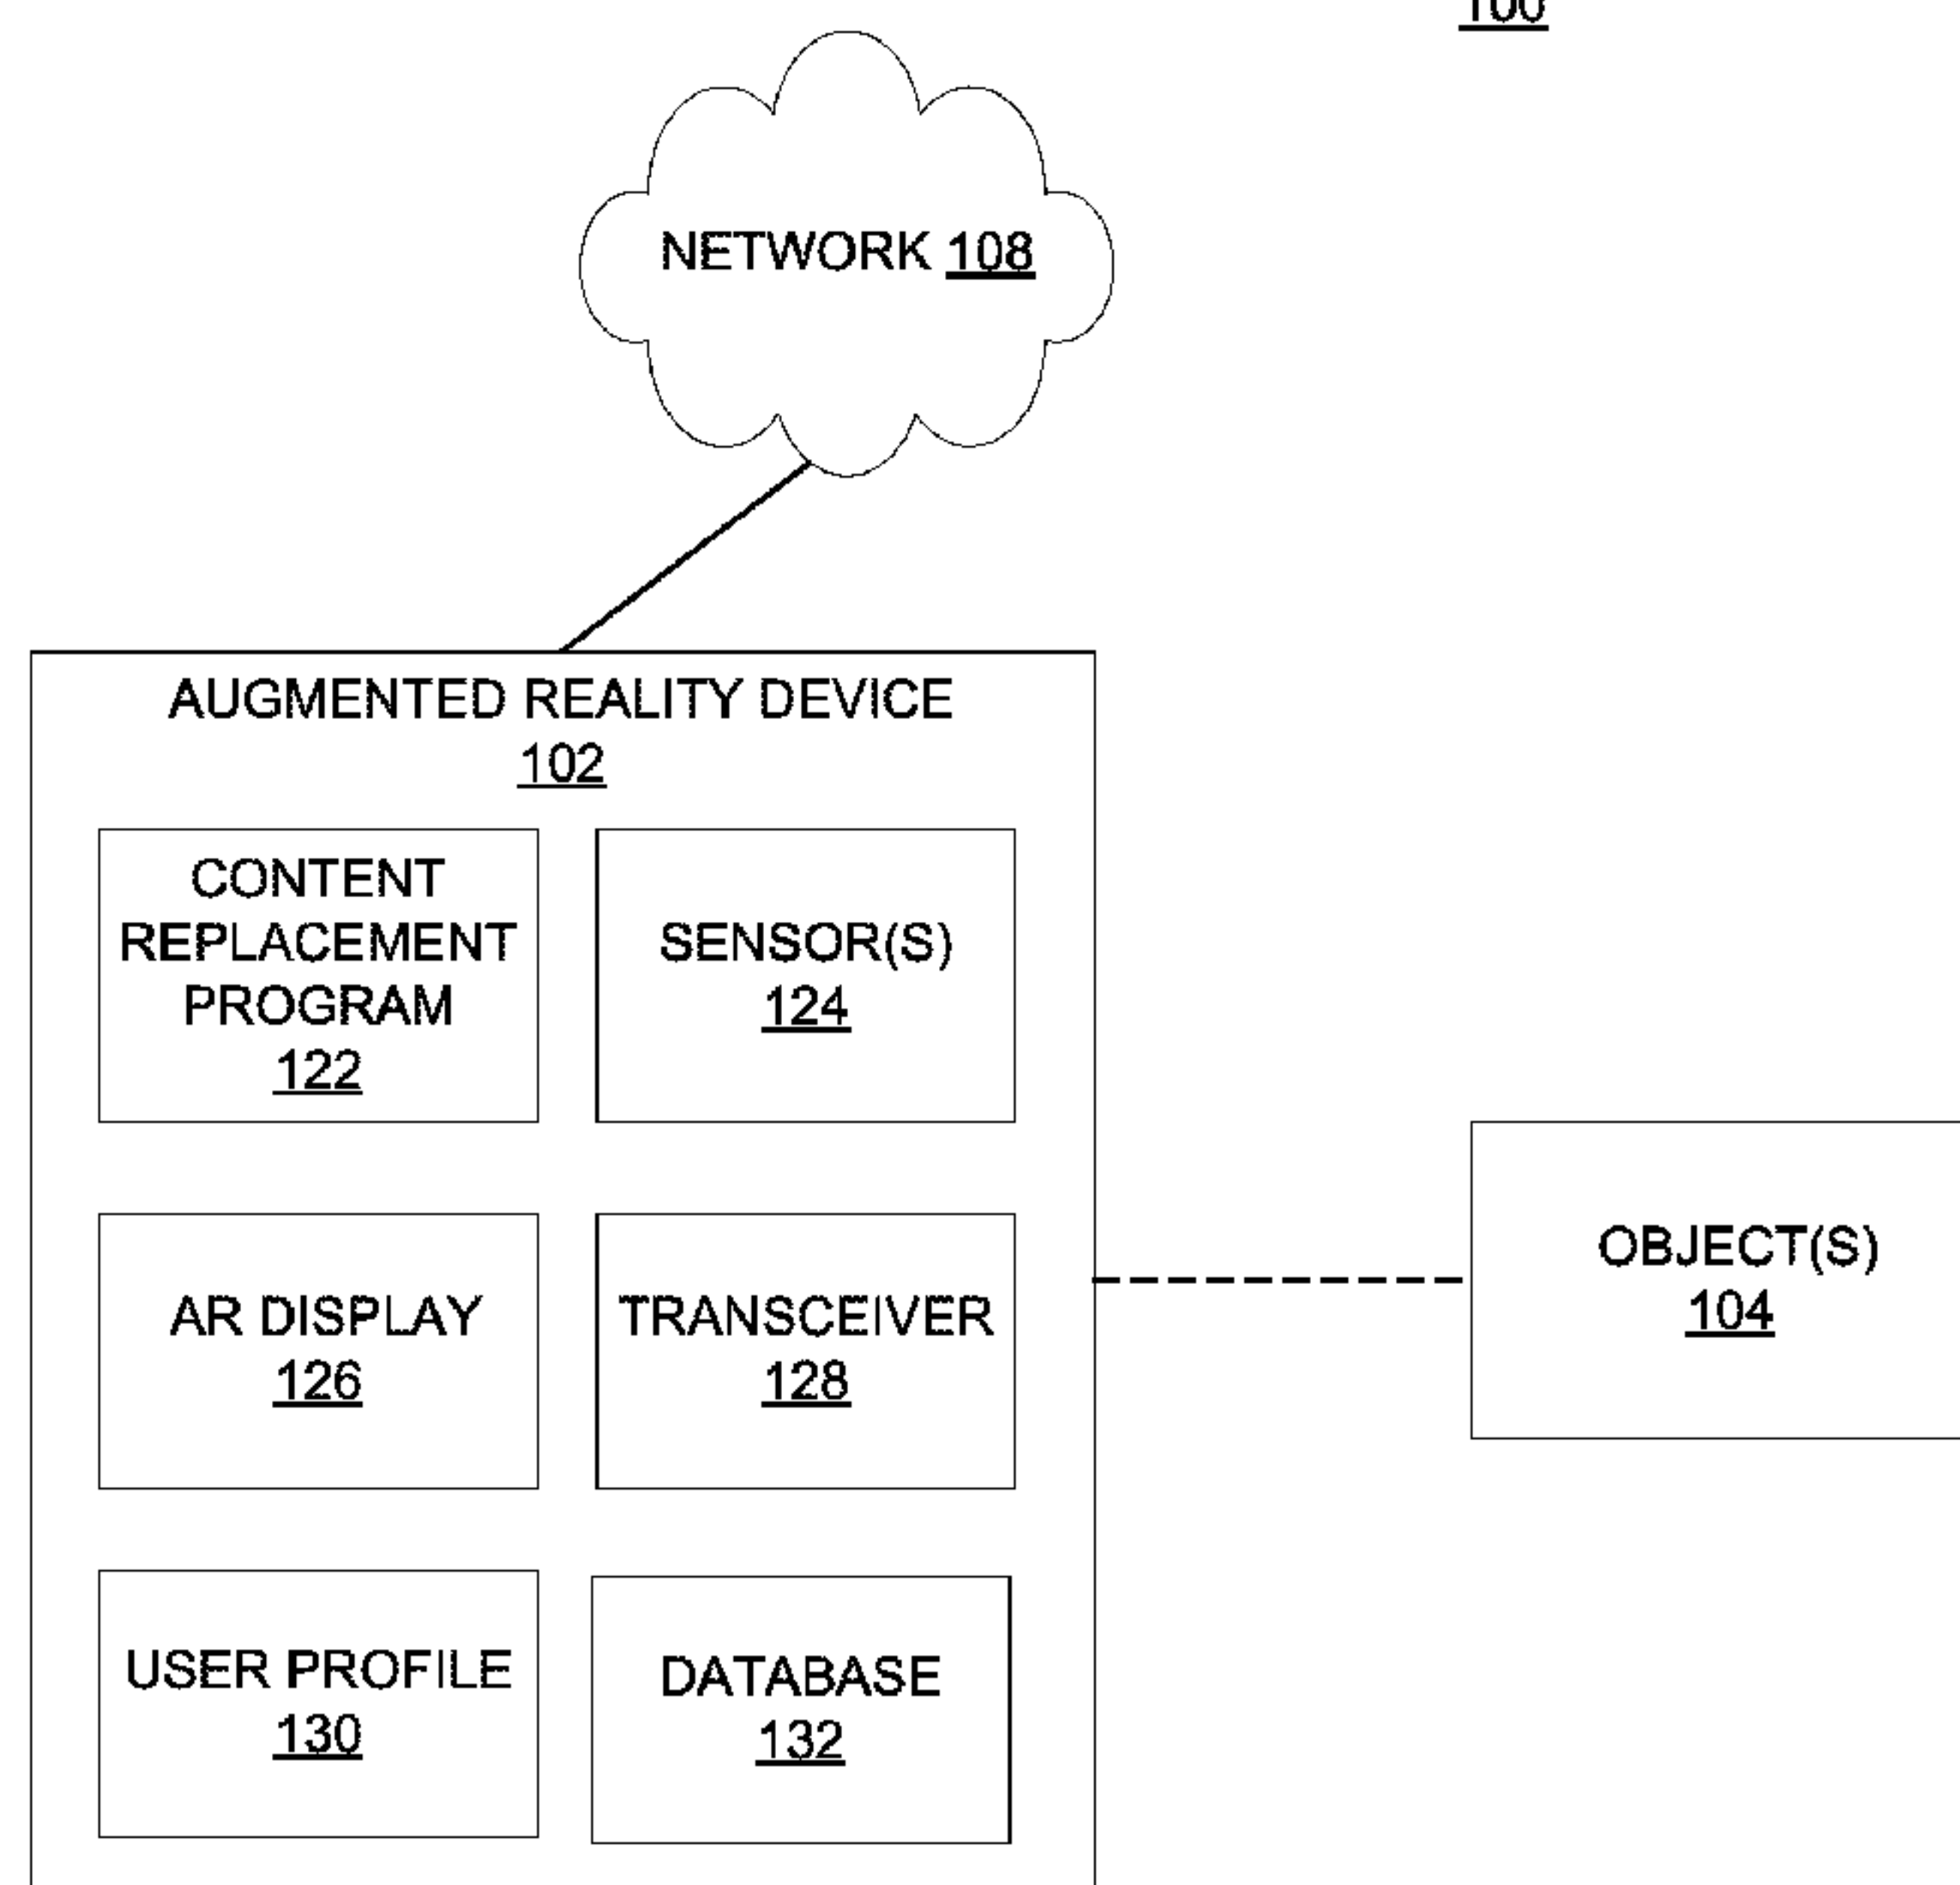 100
NETWORK 108
AUGMENTED REALITY DEVICE
102
CONTENT
REPLACEMENT
PROGRAM
122
SENSOR(S)
124
AR DISPLAY
126
TRANSCEIVER
128
OBJECT(S)
104
USER PROFILE
130
DATABASE
132